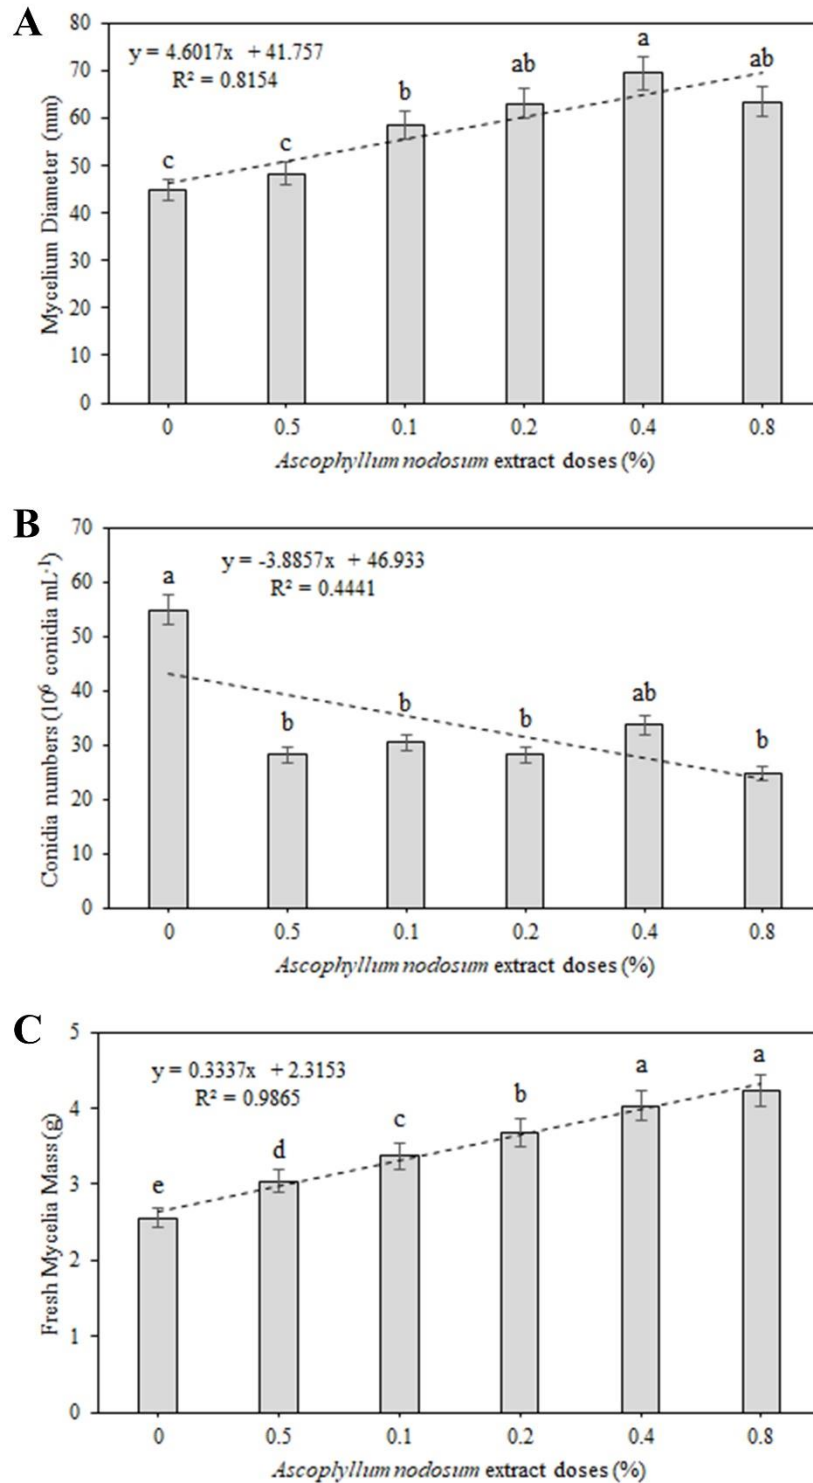 A
y = 4.6017x + 41.757
R² = 0.8154
80
70
60
50
40
30
20
10
0
Mycelium Diameter (mm)
c
c
b
ab
a
ab
0 0.5 0.1 0.2 0.4 0.8
Ascophyllum nodosum extract doses (%)
B
y = -3.8857x + 46.933
R² = 0.4441
70
60
50
40
30
20
10
0
Conidia numbers (10⁶ conidia mL⁻¹)
a
b
b
b
ab
b
0 0.5 0.1 0.2 0.4 0.8
Ascophyllum nodosum extract doses (%)
C
y = 0.3337x + 2.3153
R² = 0.9865
5
4
3
2
1
0
Fresh Mycelia Mass (g)
e
d
c
b
a
a
0 0.5 0.1 0.2 0.4 0.8
Ascophyllum nodosum extract doses (%)